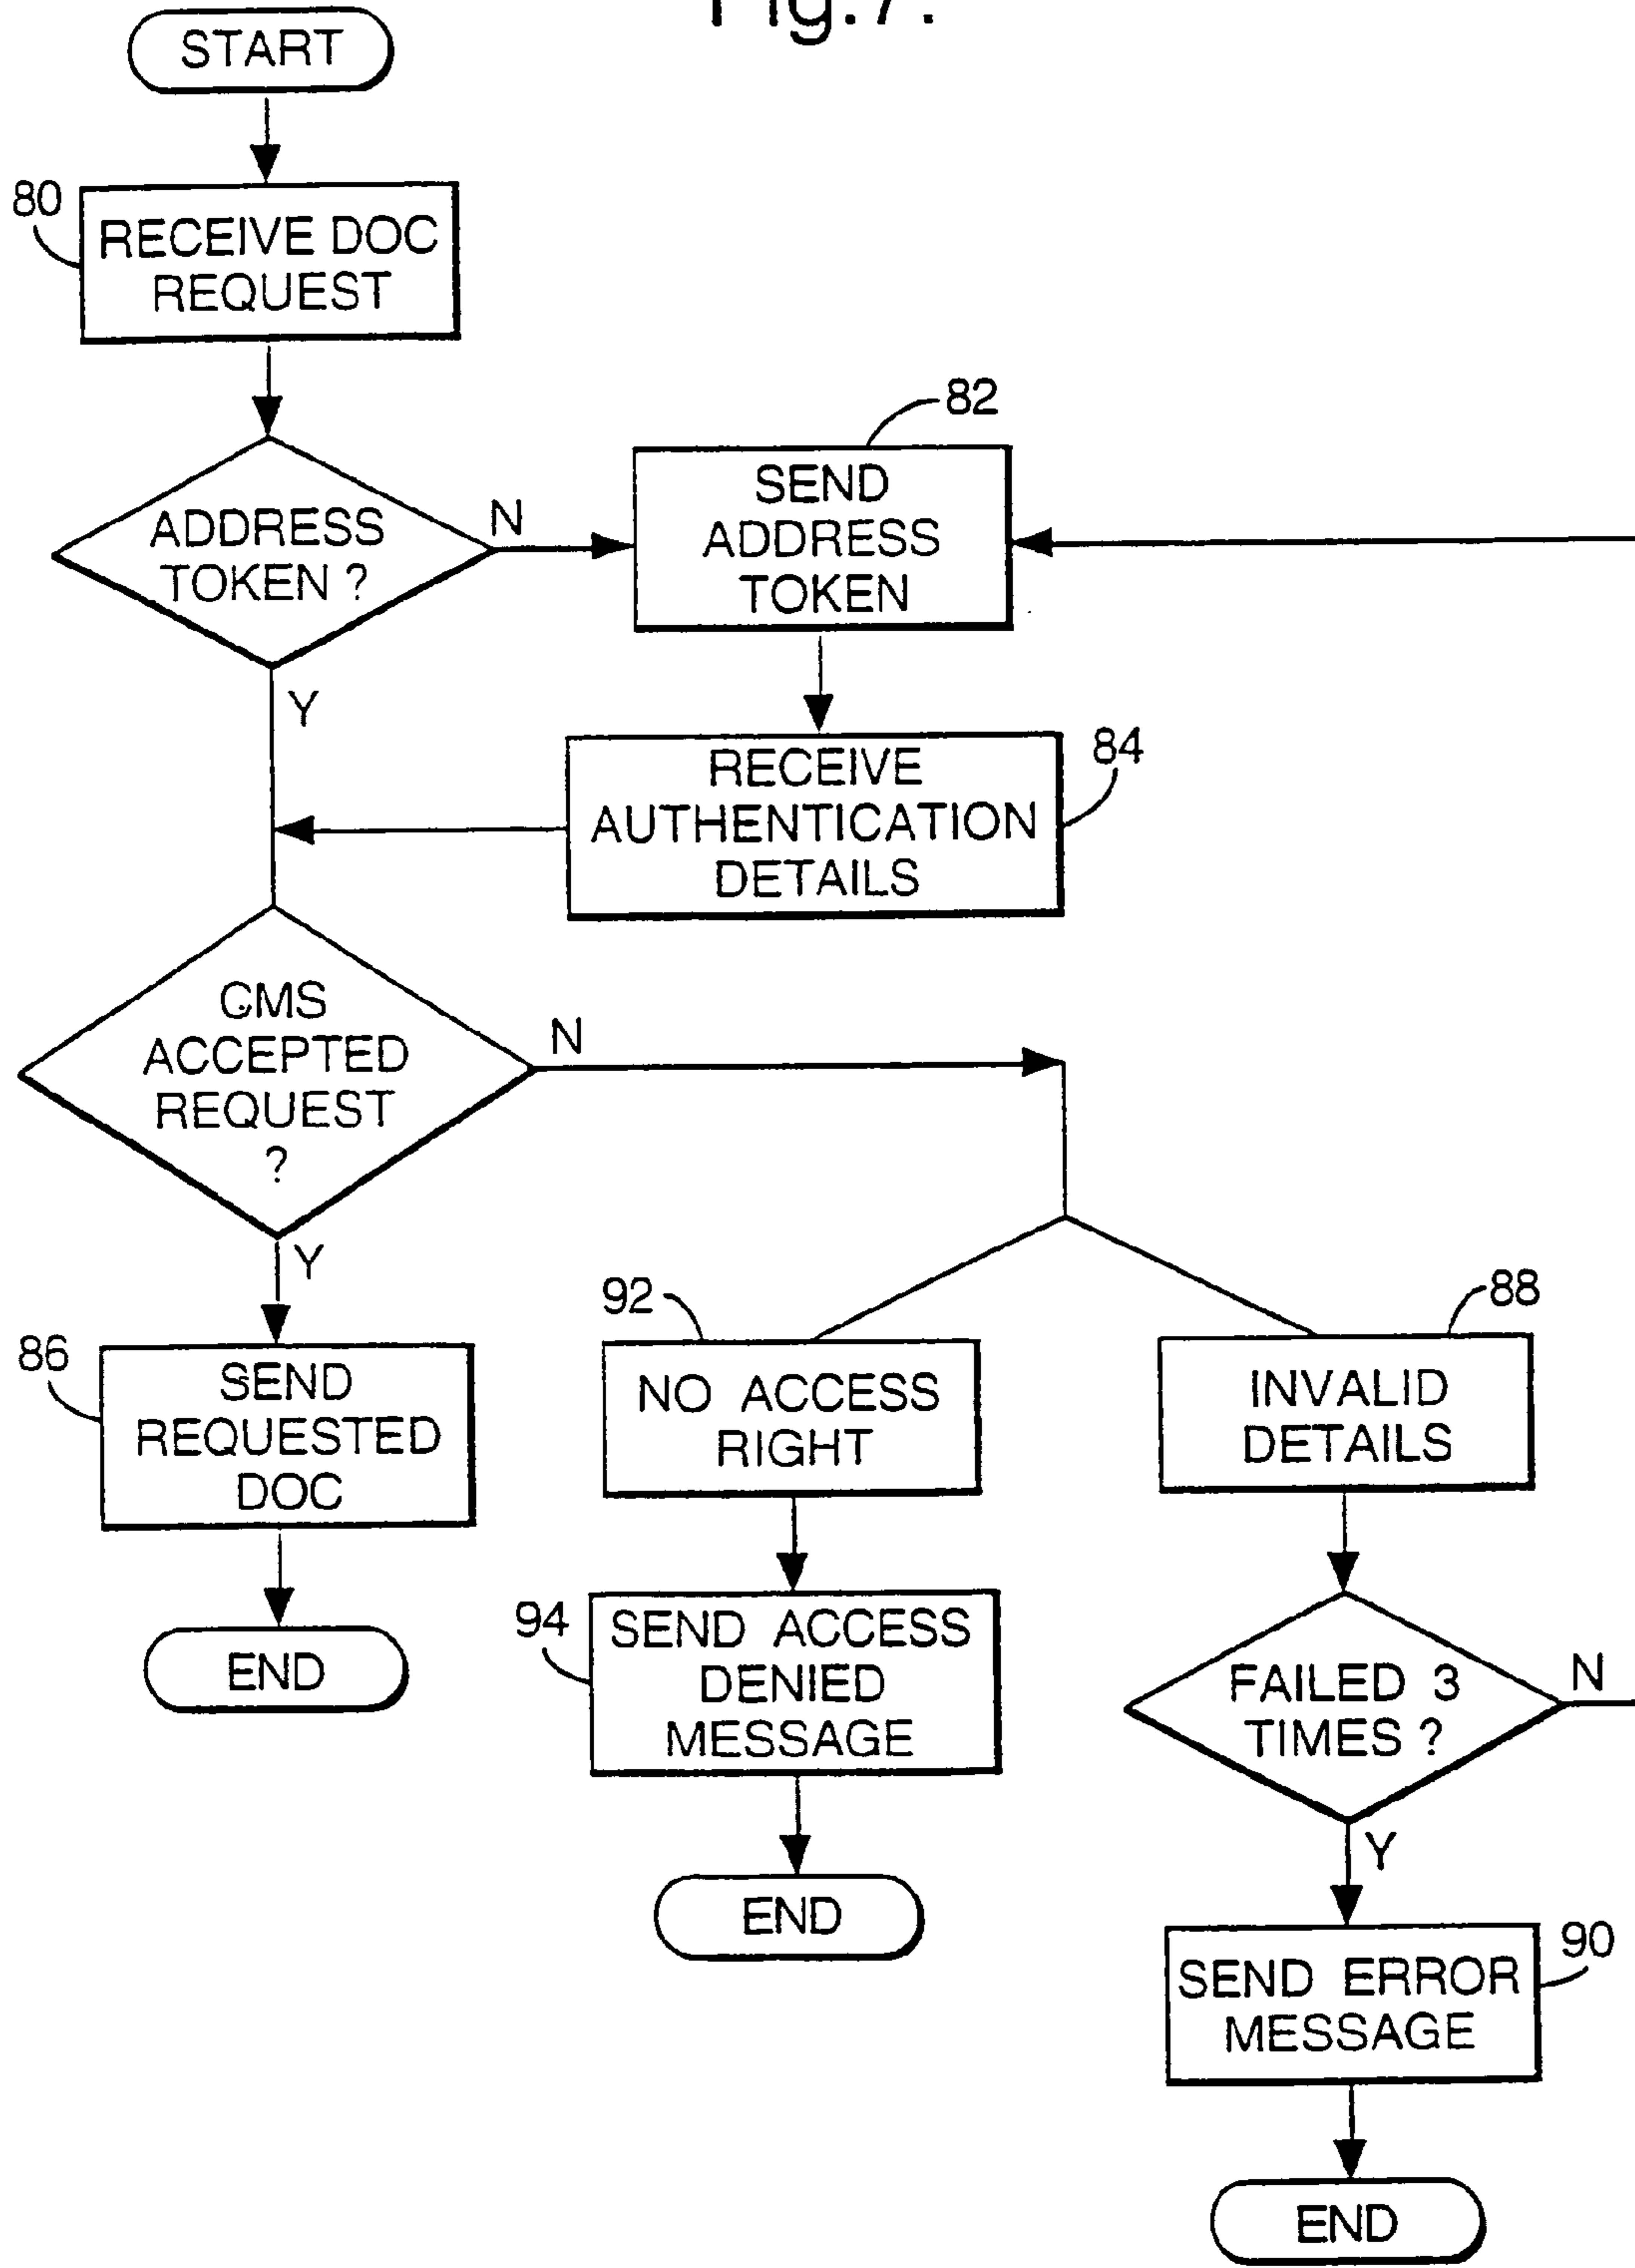 Fig.7.
START
80
RECEIVE DOC
REQUEST
82
SEND
ADDRESS
TOKEN
ADDRESS
TOKEN ?
N
Y
84
RECEIVE
AUTHENTICATION
DETAILS
CMS
ACCEPTED
REQUEST
?
N
Y
86
SEND
REQUESTED
DOC
END
92
NO ACCESS
RIGHT
94
SEND ACCESS
DENIED
MESSAGE
END
88
INVALID
DETAILS
FAILED 3
TIMES ?
N
Y
90
SEND ERROR
MESSAGE
END